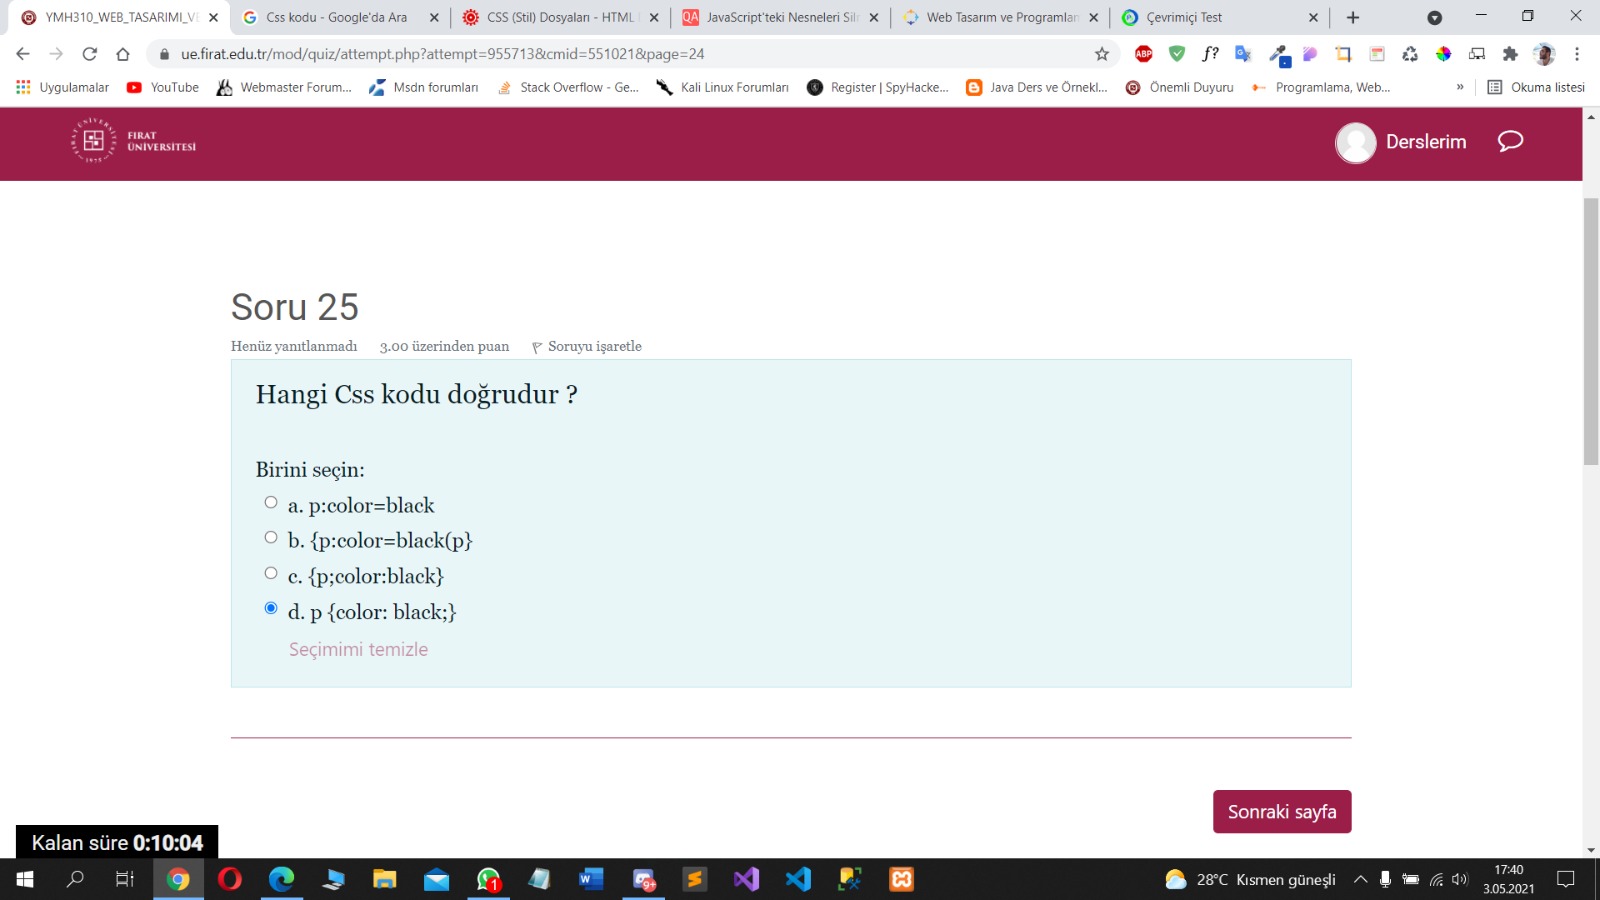 YMH310_WEB_TASARIMI_VE
Css kodu - Google'da Ara
CSS (Stil) Dosyaları - HTML
JavaScript'teki Nesneleri Sil
Web Tasarım ve Programlam
Çevrimiçi Test
ue.firat.edu.tr/mod/quiz/attempt.php?attempt=955713&cmid=551021&page=24
ABP
f?
Uygulamalar
YouTube
Webmaster Forum...
Msdn forumları
Stack Overflow - Ge...
Kali Linux Forumları
Register | SpyHacke...
Java Ders ve Örnekl...
Önemli Duyuru
Programlama, Web...
»
Okuma listesi
FIRAT
ÜNİVERSİTESİ
Derslerim
Soru 25
Henüz yanıtlanmadı 3.00 üzerinden puan Soruyu işaretle
Hangi Css kodu doğrudur ?
Birini seçin:
a. p:color=black
b. {p:color=black(p}
c. {p;color:black}
d. p {color: black;}
Seçimimi temizle
Sonraki sayfa
Kalan süre 0:10:04
1
9+
28°C Kısmen güneşli
17:40
3.05.2021